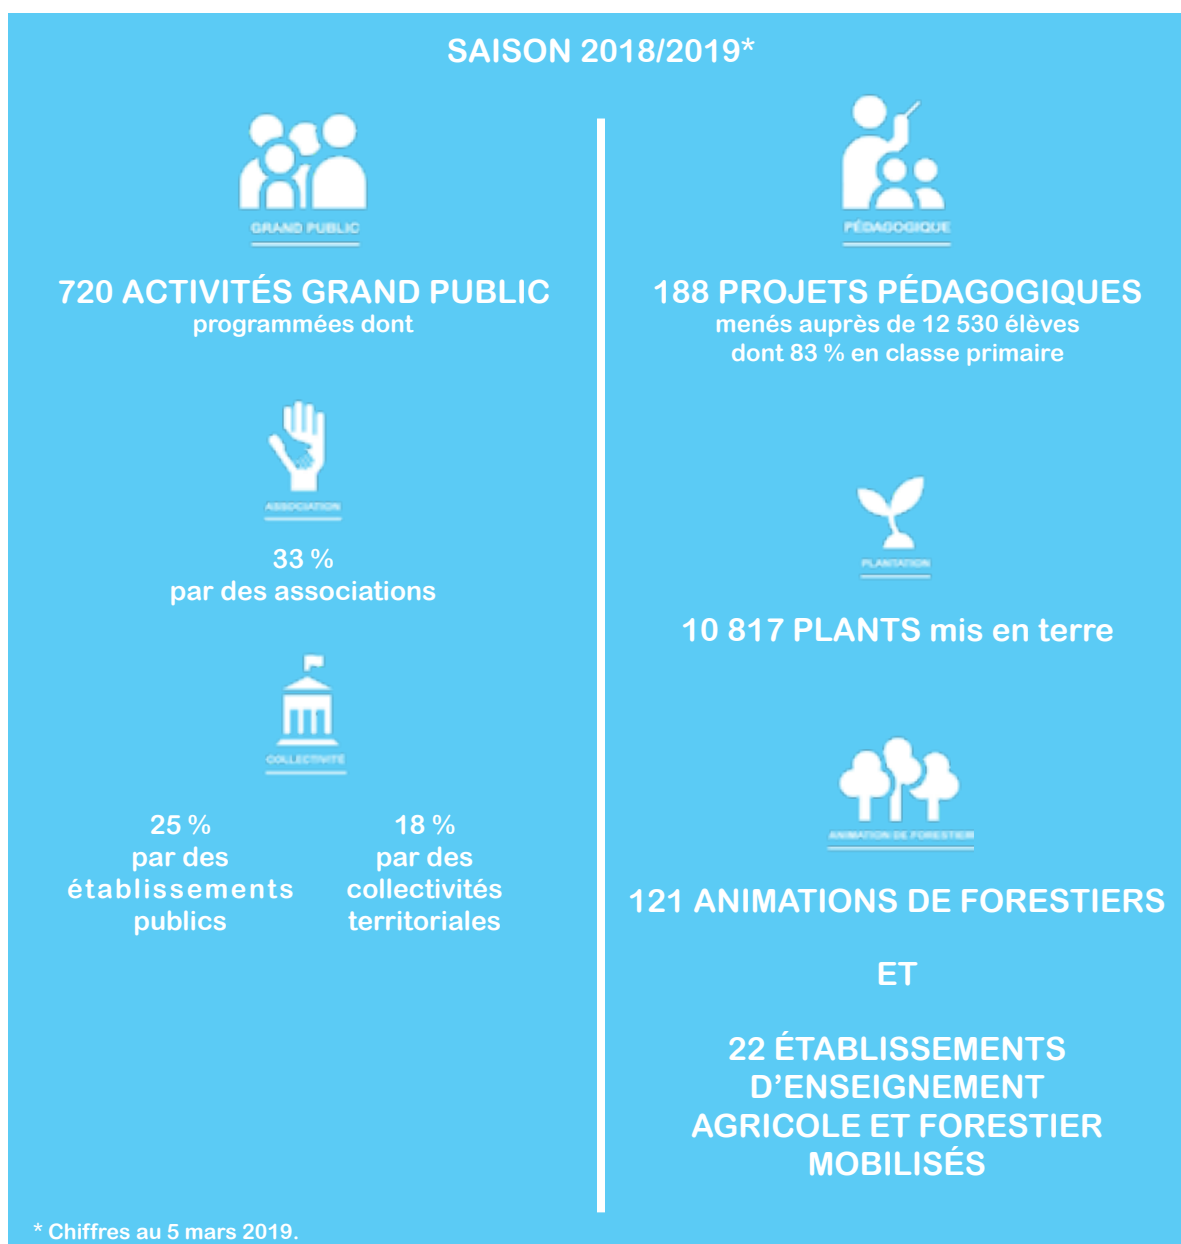 SAISON 2018/2019*
GRAND PUBLIC
720 ACTIVITÉS GRAND PUBLIC
programmées dont
ASSOCIATION
33 %
par des associations
COLLECTIVITÉ
25 %
par des
établissements
publics
18 %
par des
collectivités
territoriales
PÉDAGOGIQUE
188 PROJETS PÉDAGOGIQUES
menés auprès de 12 530 élèves
dont 83 % en classe primaire
PLANTATION
10 817 PLANTS mis en terre
ANIMATION DE FORESTIER
121 ANIMATIONS DE FORESTIERS
ET
22 ÉTABLISSEMENTS
D’ENSEIGNEMENT
AGRICOLE ET FORESTIER
MOBILISÉS
* Chiffres au 5 mars 2019.